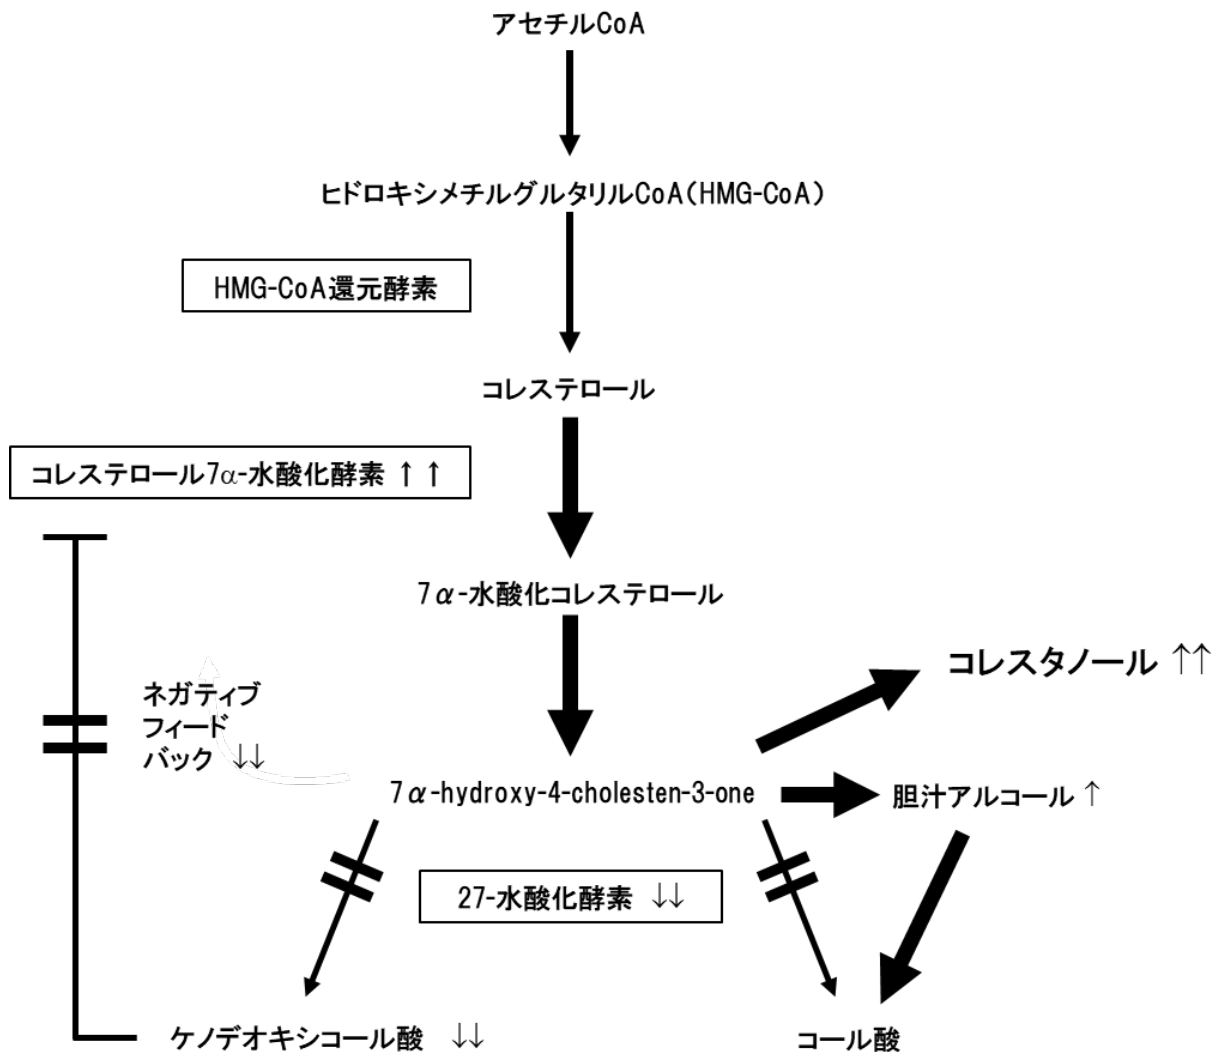 アセチルCoA
ヒドロキシメチルグルタリルCoA(HMG-CoA)
HMG-CoA還元酵素
コレステロール
コレステロール7α-水酸化酵素 ↑ ↑
7α-水酸化コレステロール
コレスタノール ↑↑
ネガティブ
フィード
バック ↓↓
7α-hydroxy-4-cholesten-3-one
胆汁アルコール ↑
27-水酸化酵素 ↓↓
ケノデオキシコール酸 ↓↓
コール酸